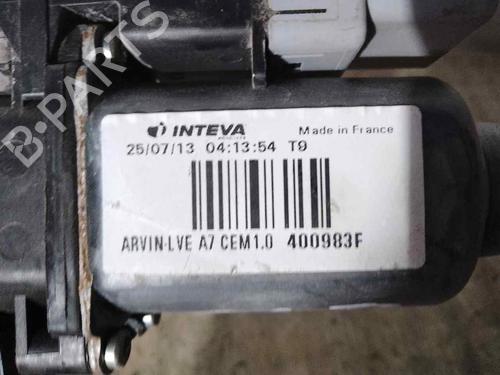 INTEVA
Made in France
25/07/13 04:13:54 T9
ARVIN-LVE A7 CEM1.0 400983F
B-PARTS